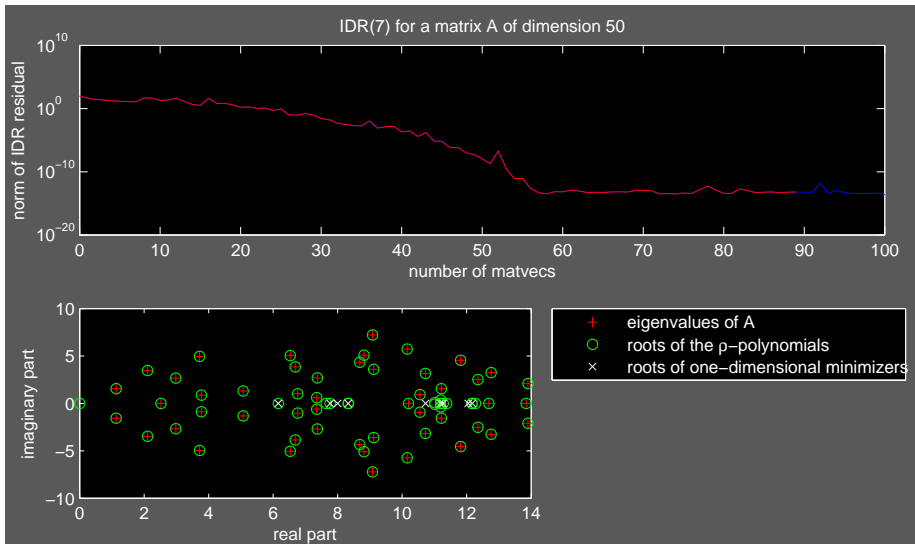 IDR(7) for a matrix A of dimension 50
norm of IDR residual
10^10
10^0
10^-10
10^-20
0 10 20 30 40 50 60 70 80 90 100
number of matvecs
imaginary part
10
5
0
-5
-10
0 2 4 6 8 10 12 14
real part
eigenvalues of A
roots of the ρ-polynomials
roots of one-dimensional minimizers